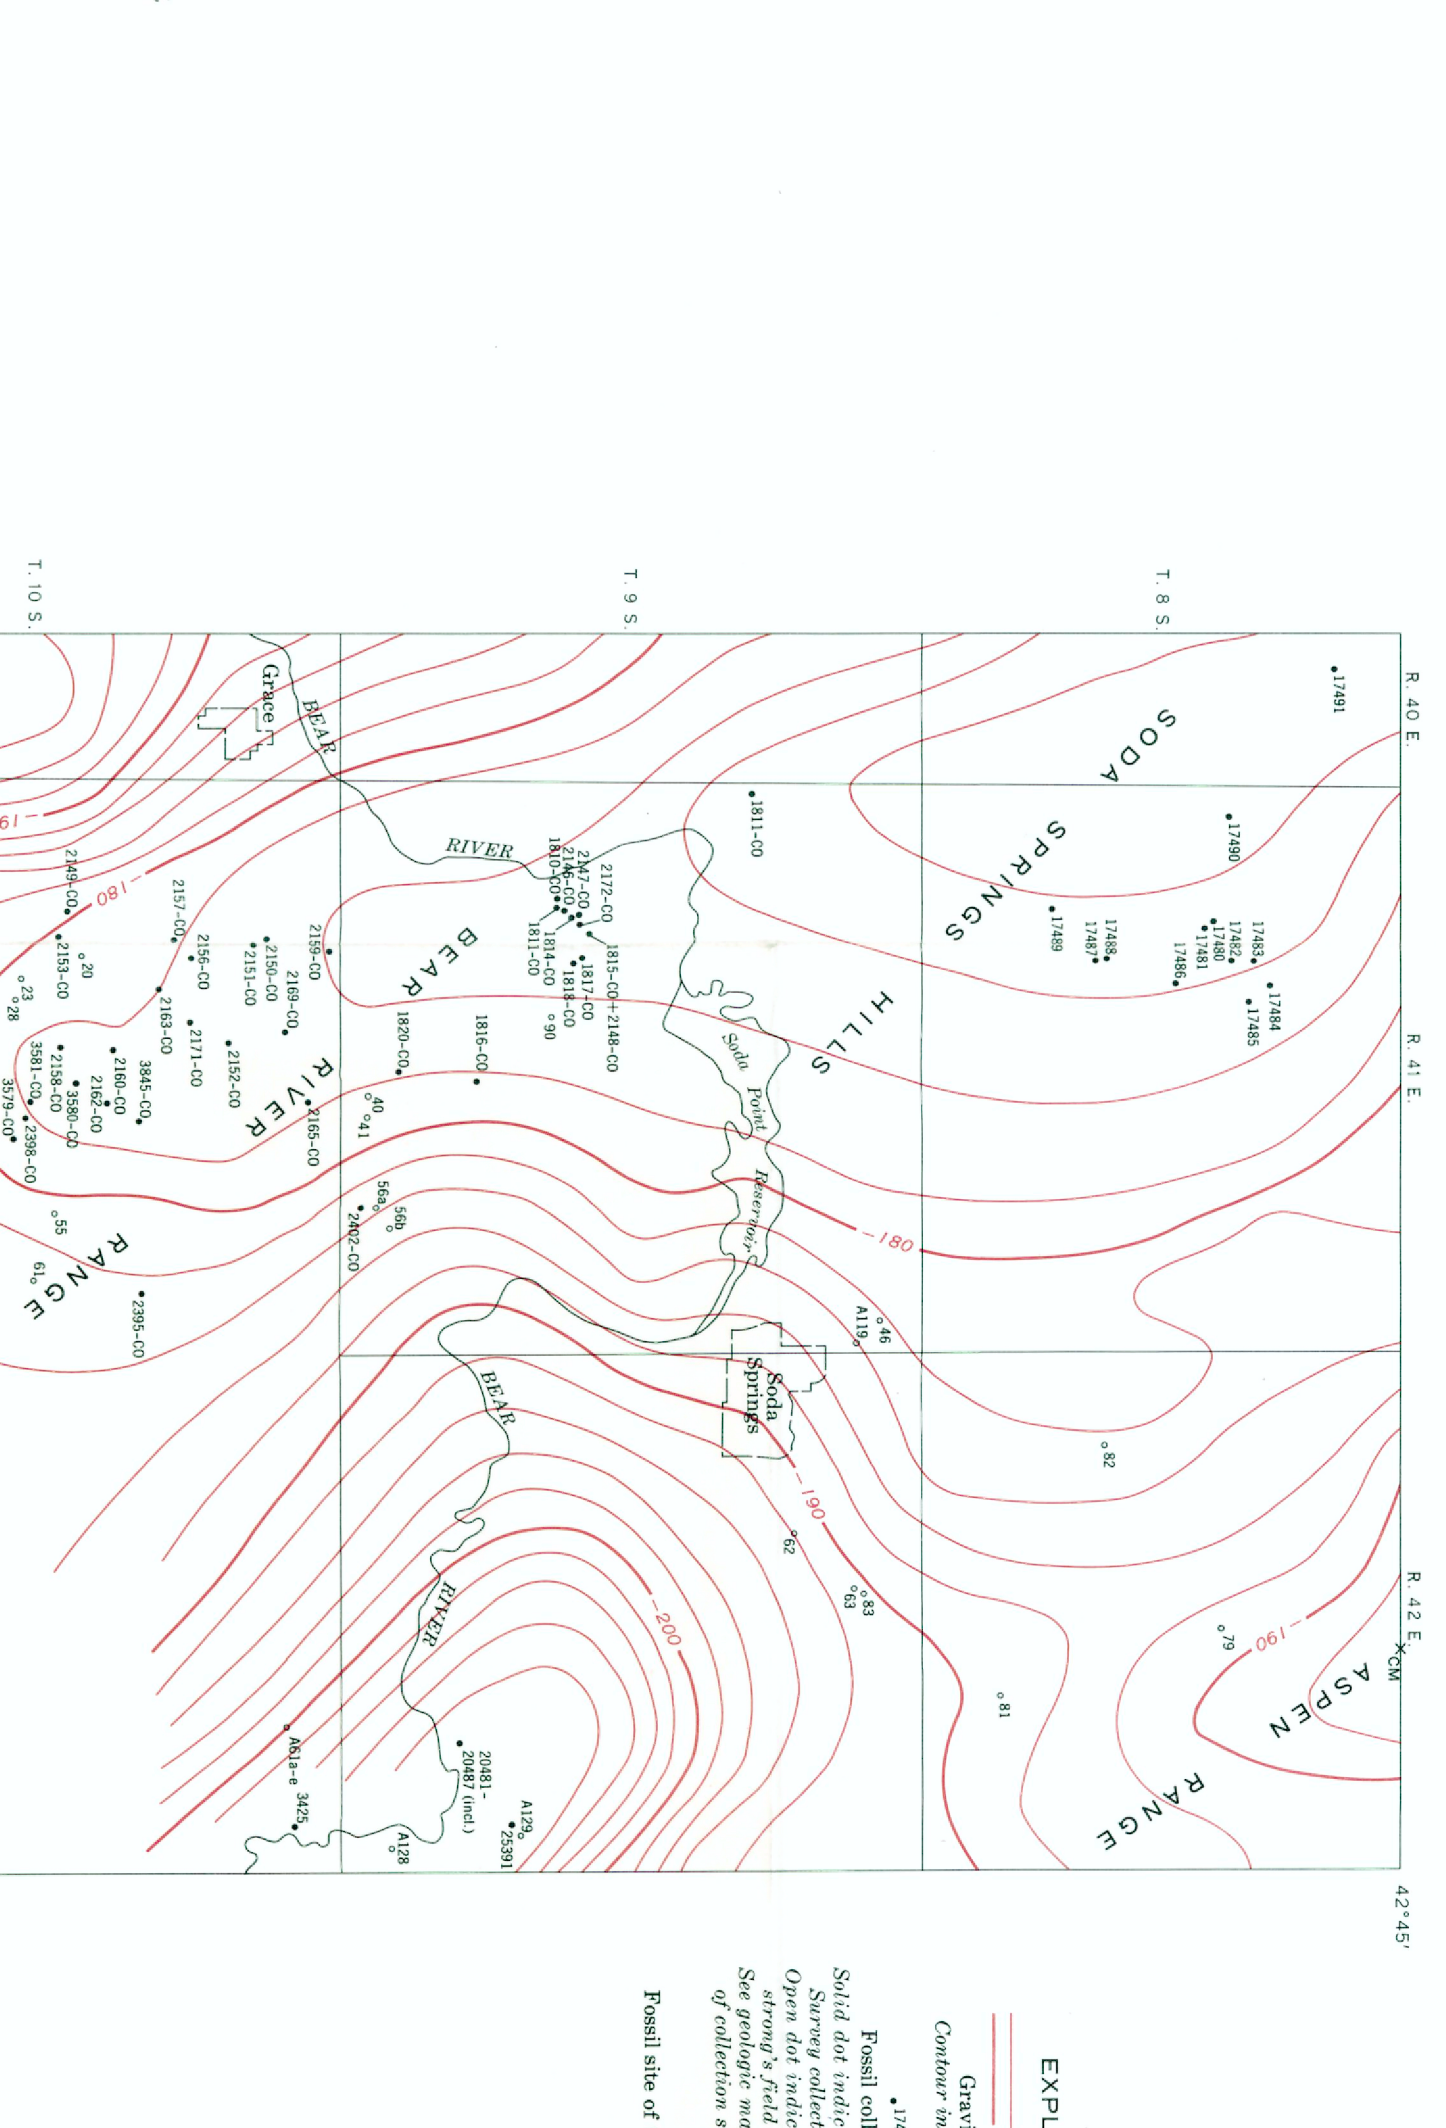 R. 40 E.
R. 41 E.
R. 42 E.
42°45′
CM
T. 8 S.
T. 9 S.
T. 10 S.
SODA
SPRINGS
HILLS
ASPEN
RANGE
BEAR
RIVER
RANGE
17491
17490
17483
17482
17480
17481
17484
17485
17486
17488
17487
17489
82
79
-190
81
-180
46
A119
83
63
62
-190
-200
Soda
Springs
Soda
Point
Reservoir
1811-CO
2172-CO
2147-CO
2146-CO
1810-CO
1815-CO+2148-CO
1817-CO
1818-CO
1814-CO
1811-CO
90
BEAR
RIVER
BEAR
RIVER
1816-CO
1820-CO
40
41
56a
56b
2402-CO
2159-CO
2165-CO
Grace
2169-CO
2150-CO
2151-CO
2152-CO
2156-CO
2157-CO
2171-CO
2163-CO
3845-CO
2160-CO
2162-CO
3580-CO
2158-CO
3581-CO
2398-CO
3579-CO
2395-CO
2149-CO
2153-CO
-180
-19
20
23
28
55
61
A129
25391
20481-
20487 (incl.)
A128
A61a-e
3425
EXPL
Gravi
Contour in
174
Fossil coll
Solid dot indic
Survey collect
Open dot indic
strong's field
See geologic ma
of collection s
Fossil site of